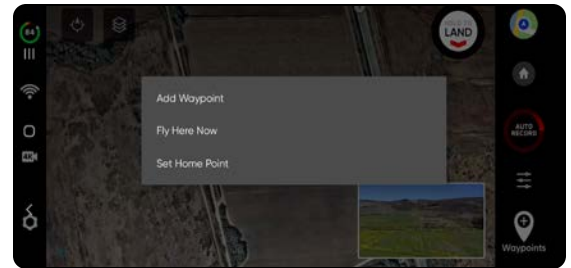 84
HOLD TO
LAND
Add Waypoint
Fly Here Now
Set Home Point
AUTO
RECORD
4K
Waypoints